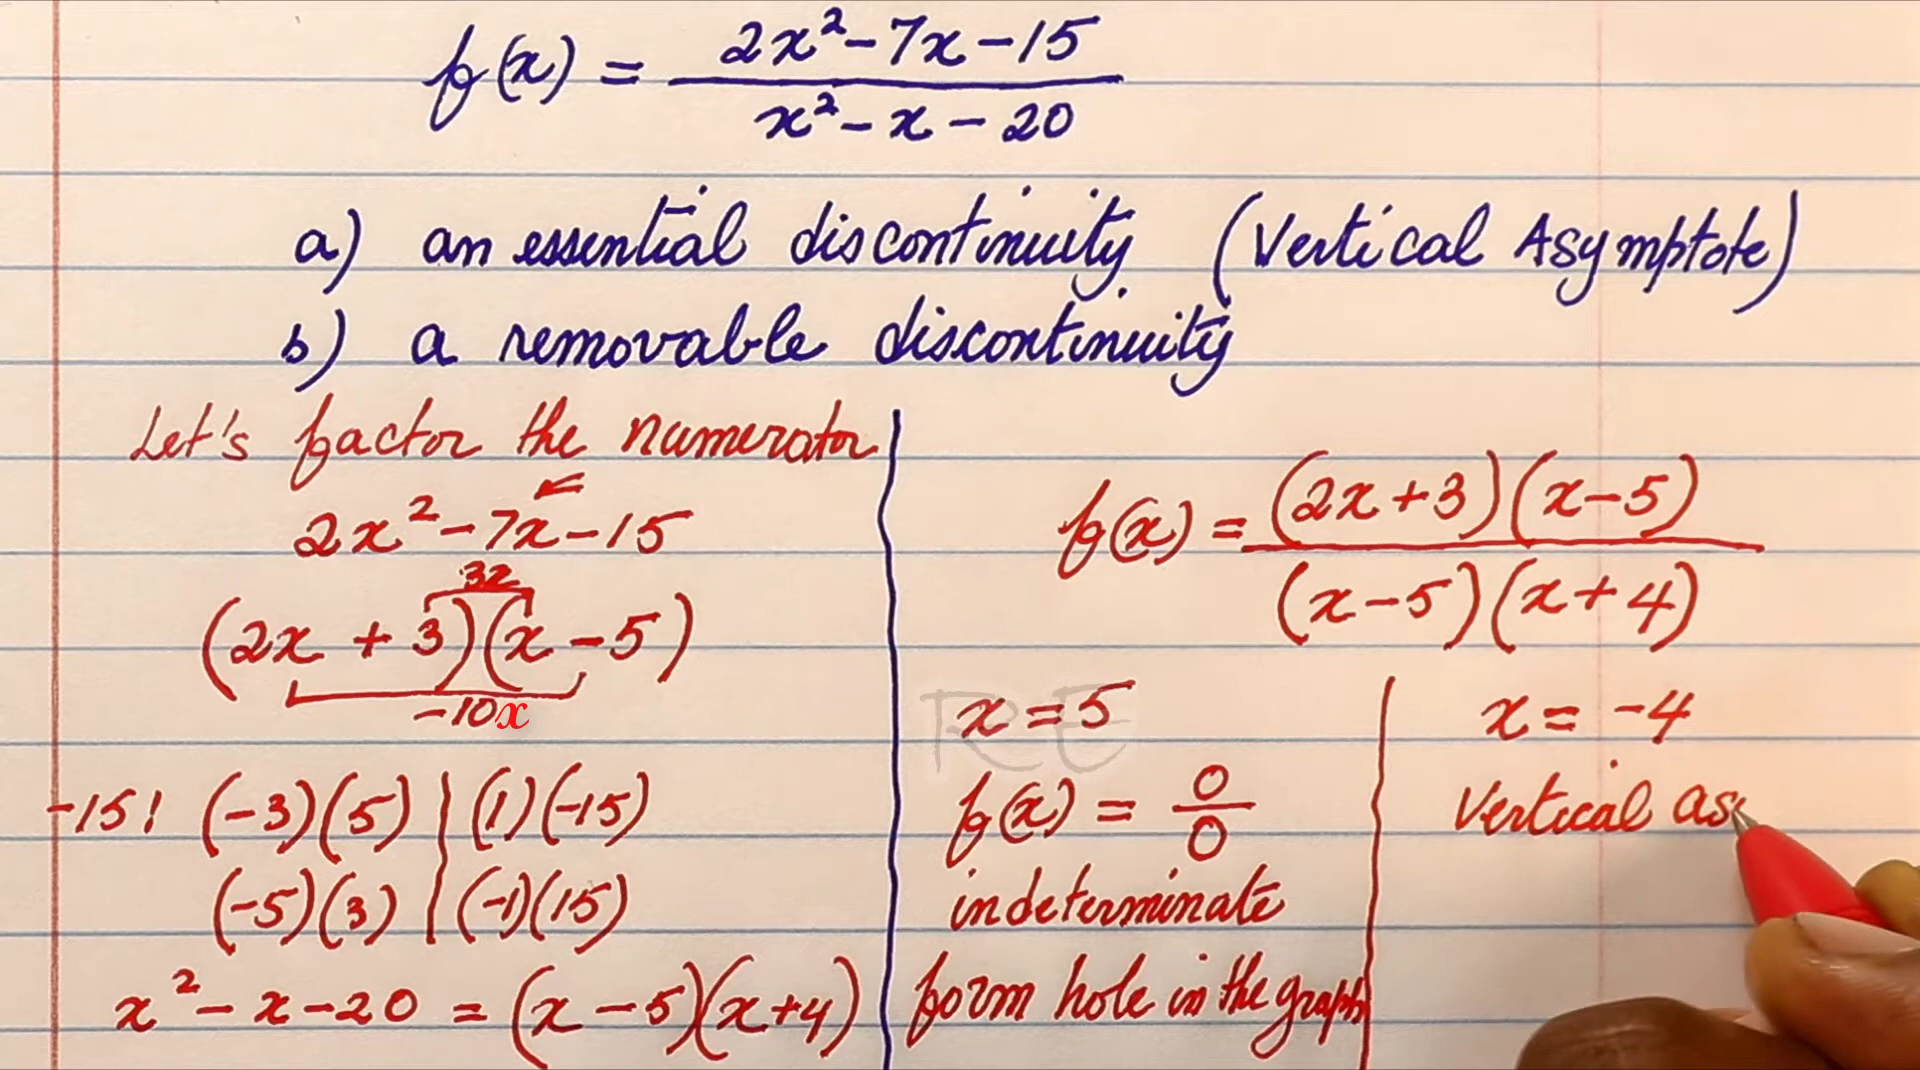 f(x) = (2x² - 7x - 15) / (x² - x - 20)
a) an essential discontinuity (Vertical Asymptote)
b) a removable discontinuity
Let's factor the numerator
2x² - 7x - 15
32
(2x + 3)(x - 5)
-10x
-15! (-3)(5) | (1)(-15)
(-5)(3) | (-1)(15)
x² - x - 20 = (x - 5)(x + 4)
f(x) = (2x + 3)(x - 5) / (x - 5)(x + 4)
x = 5
RE
f(x) = 0/0
indeterminate
form hole in the graph
x = -4
Vertical as